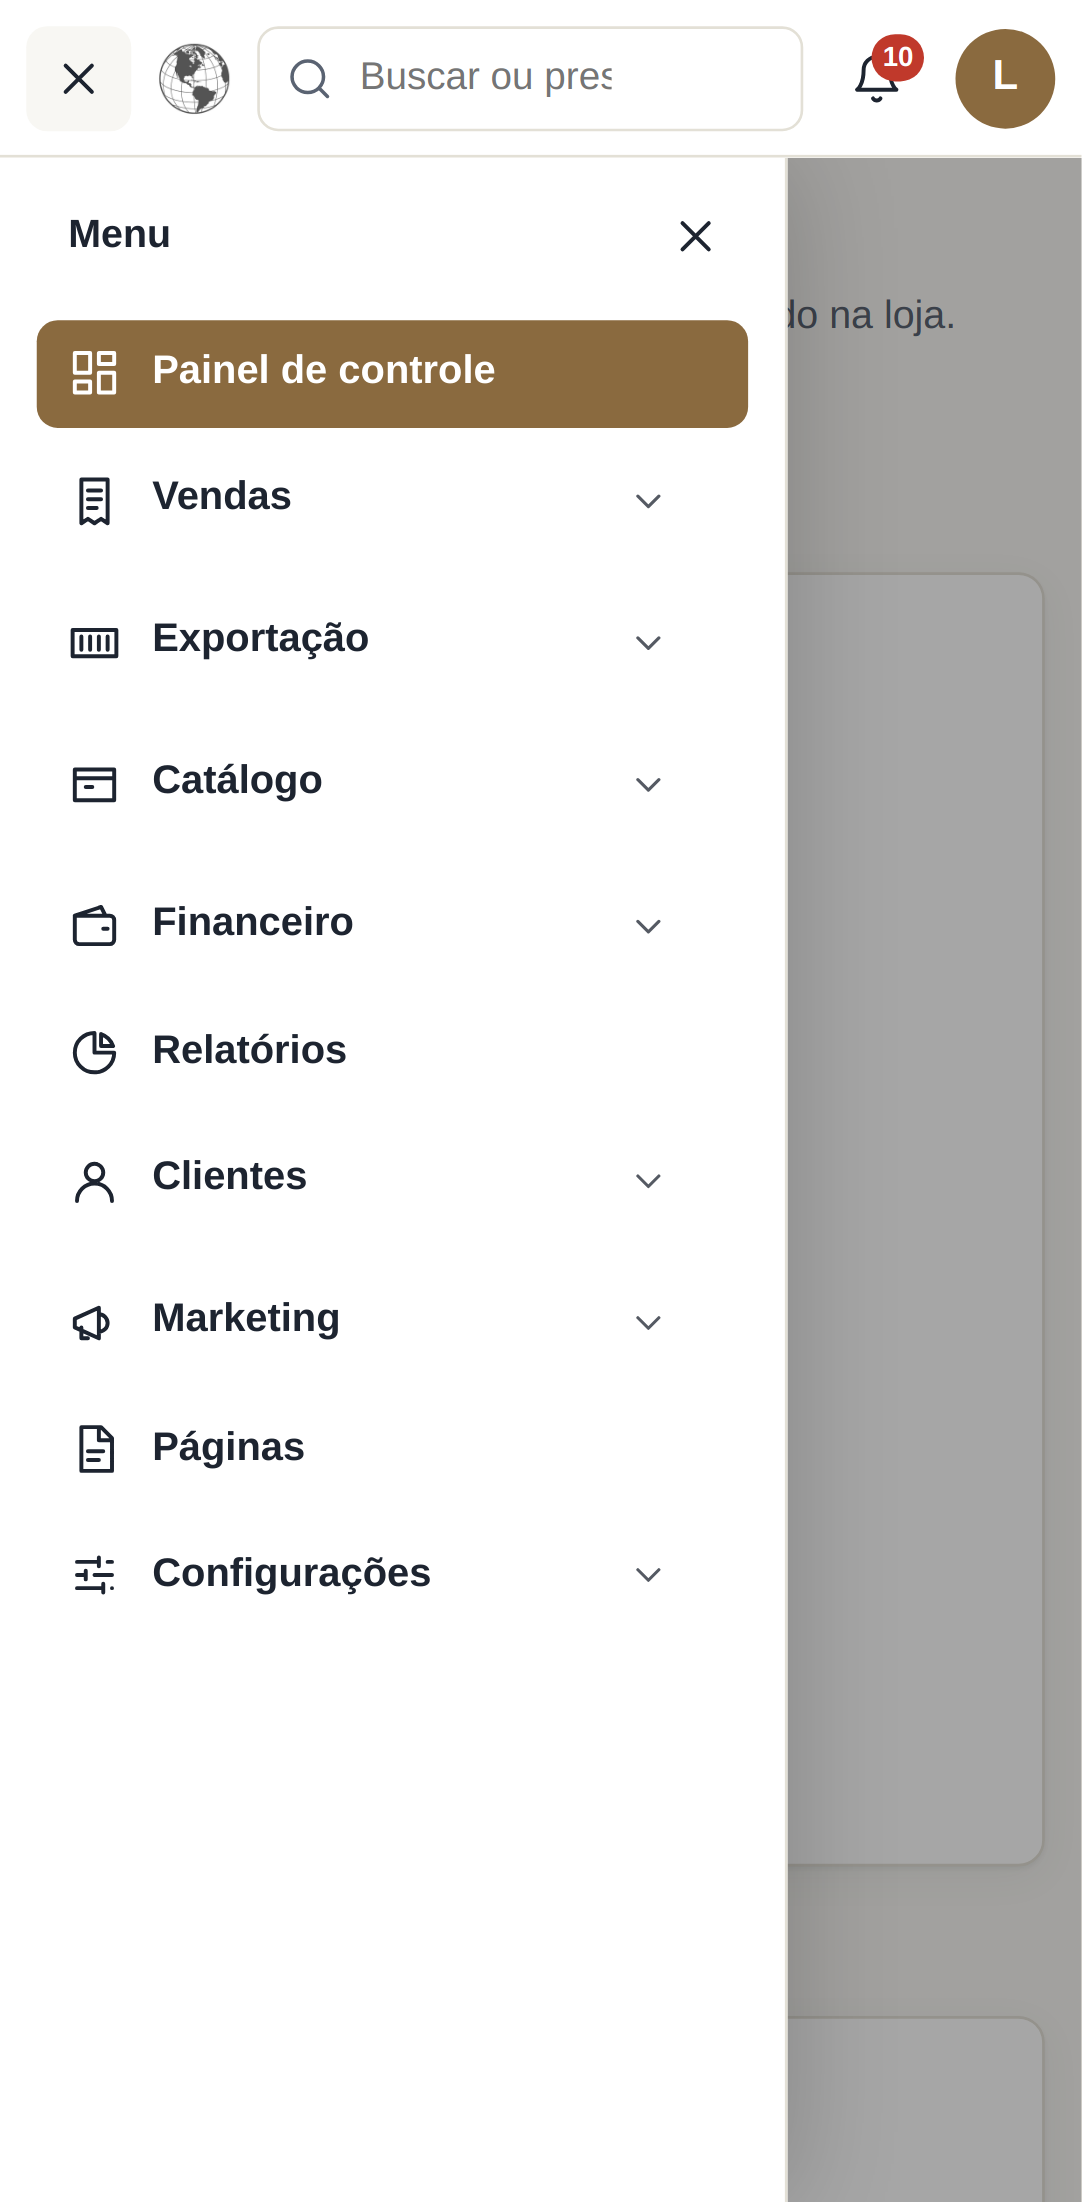 Buscar ou pres
10
L
Menu
do na loja.
Painel de controle
Vendas
Exportação
Catálogo
Financeiro
Relatórios
Clientes
Marketing
Páginas
Configurações